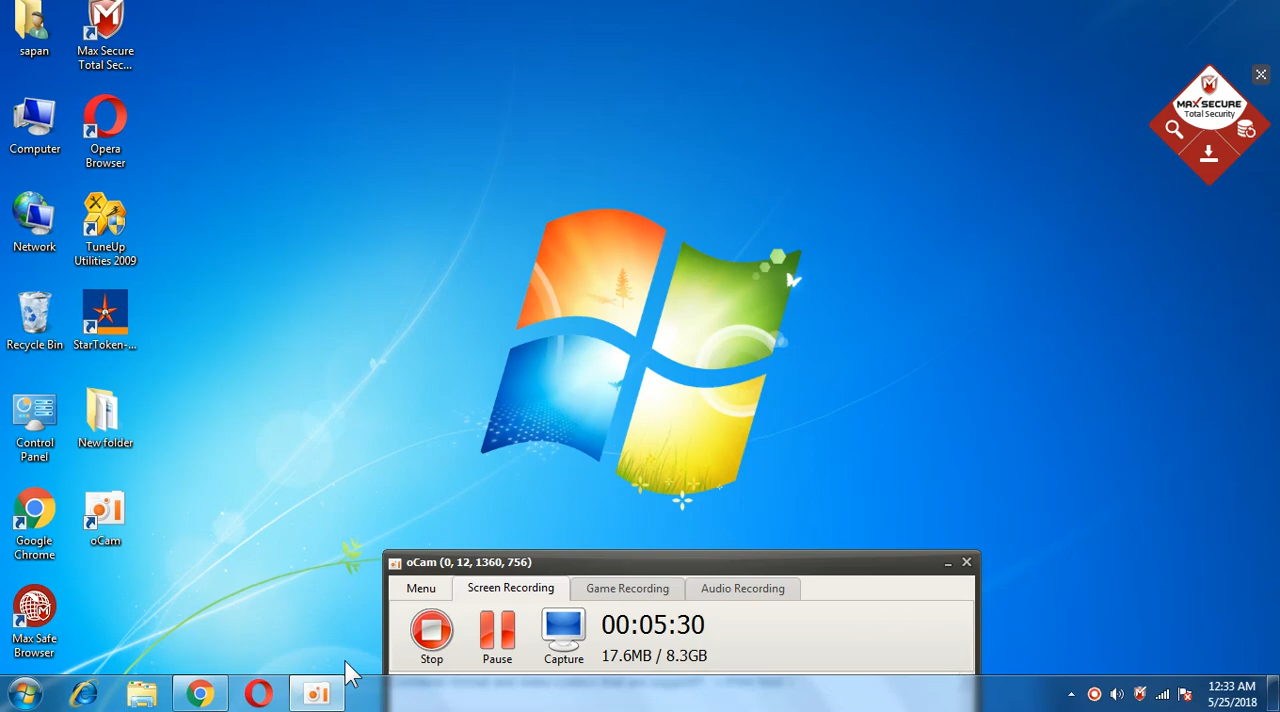 sapan
Max Secure
Total Sec...
Computer
Opera
Browser
Network
TuneUp
Utilities 2009
Recycle Bin
StarToken-...
Control
Panel
New folder
Google
Chrome
oCam
Max Safe
Browser
MAX SECURE
Total Security
oCam (0, 12, 1360, 756)
Menu
Screen Recording
Game Recording
Audio Recording
Stop
Pause
Capture
00:05:30
17.6MB / 8.3GB
12:33 AM
5/25/2018